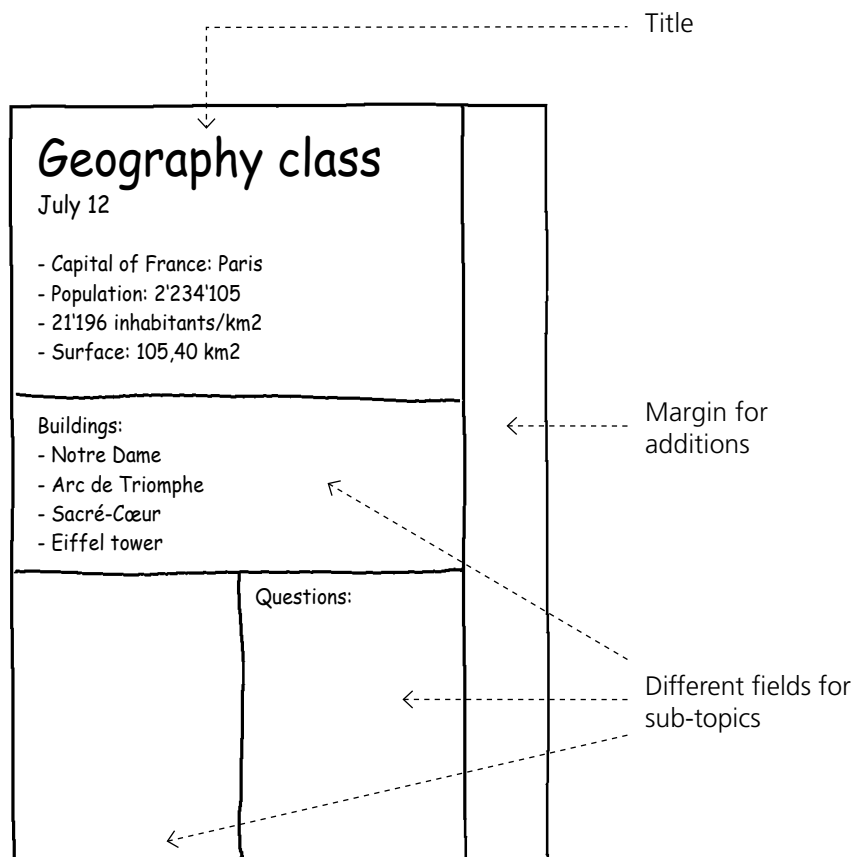 Title
Geography class
July 12
- Capital of France: Paris
- Population: 2'234'105
- 21'196 inhabitants/km2
- Surface: 105,40 km2
Margin for
additions
Buildings:
- Notre Dame
- Arc de Triomphe
- Sacré-Cœur
- Eiffel tower
Questions:
Different fields for
sub-topics